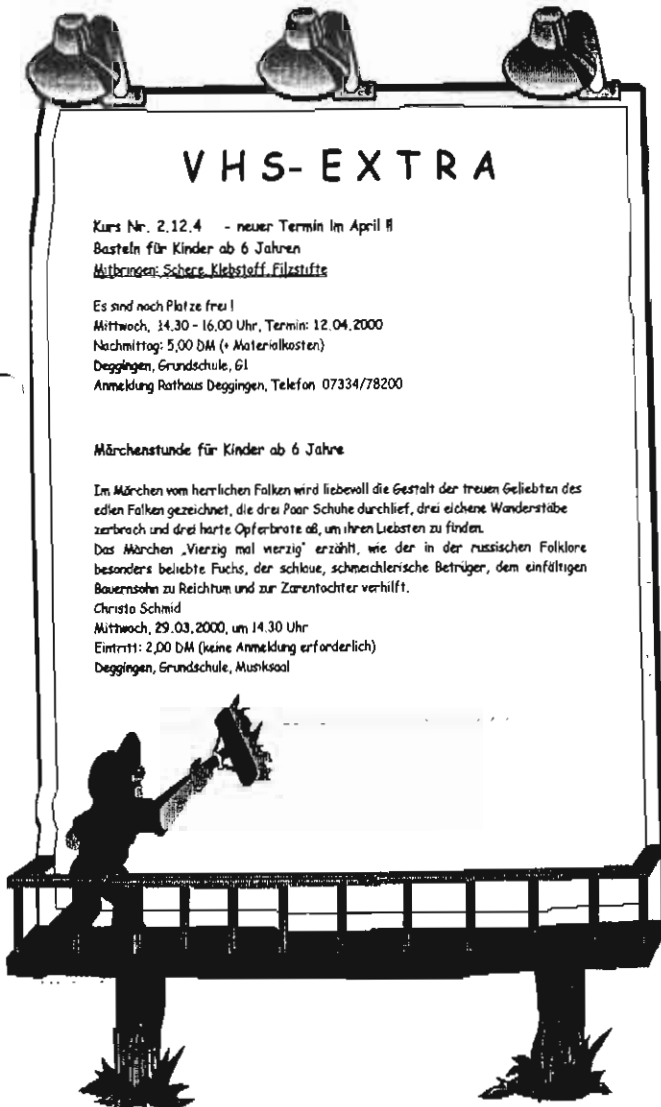 VHS-EXTRA
Kurs Nr. 2.12.4 - neuer Termin im April !!
Basteln für Kinder ab 6 Jahren
Mitbringen: Schere, Klebstoff, Filzstifte
Es sind noch Plätze frei !
Mittwoch, 14.30 - 16.00 Uhr, Termin: 12.04.2000
Nachmittag: 5,00 DM (+ Materialkosten)
Deggingen, Grundschule, G1
Anmeldung Rathaus Deggingen, Telefon 07334/78200
Märchenstunde für Kinder ab 6 Jahre
Im Märchen vom herrlichen Falken wird liebevoll die Gestalt der treuen Geliebten des
edlen Falken gezeichnet, die drei Paar Schuhe durchlief, drei eichene Wanderstäbe
zerbrach und drei harte Opferbrote aß, um ihren Liebsten zu finden.
Das Märchen „Vierzig mal vierzig" erzählt, wie der in der russischen Folklore
besonders beliebte Fuchs, der schlaue, schmeichlerische Betrüger, dem einfältigen
Bauernsohn zu Reichtum und zur Zarentochter verhilft.
Christa Schmid
Mittwoch, 29.03.2000, um 14.30 Uhr
Eintritt: 2,00 DM (keine Anmeldung erforderlich)
Deggingen, Grundschule, Musiksaal